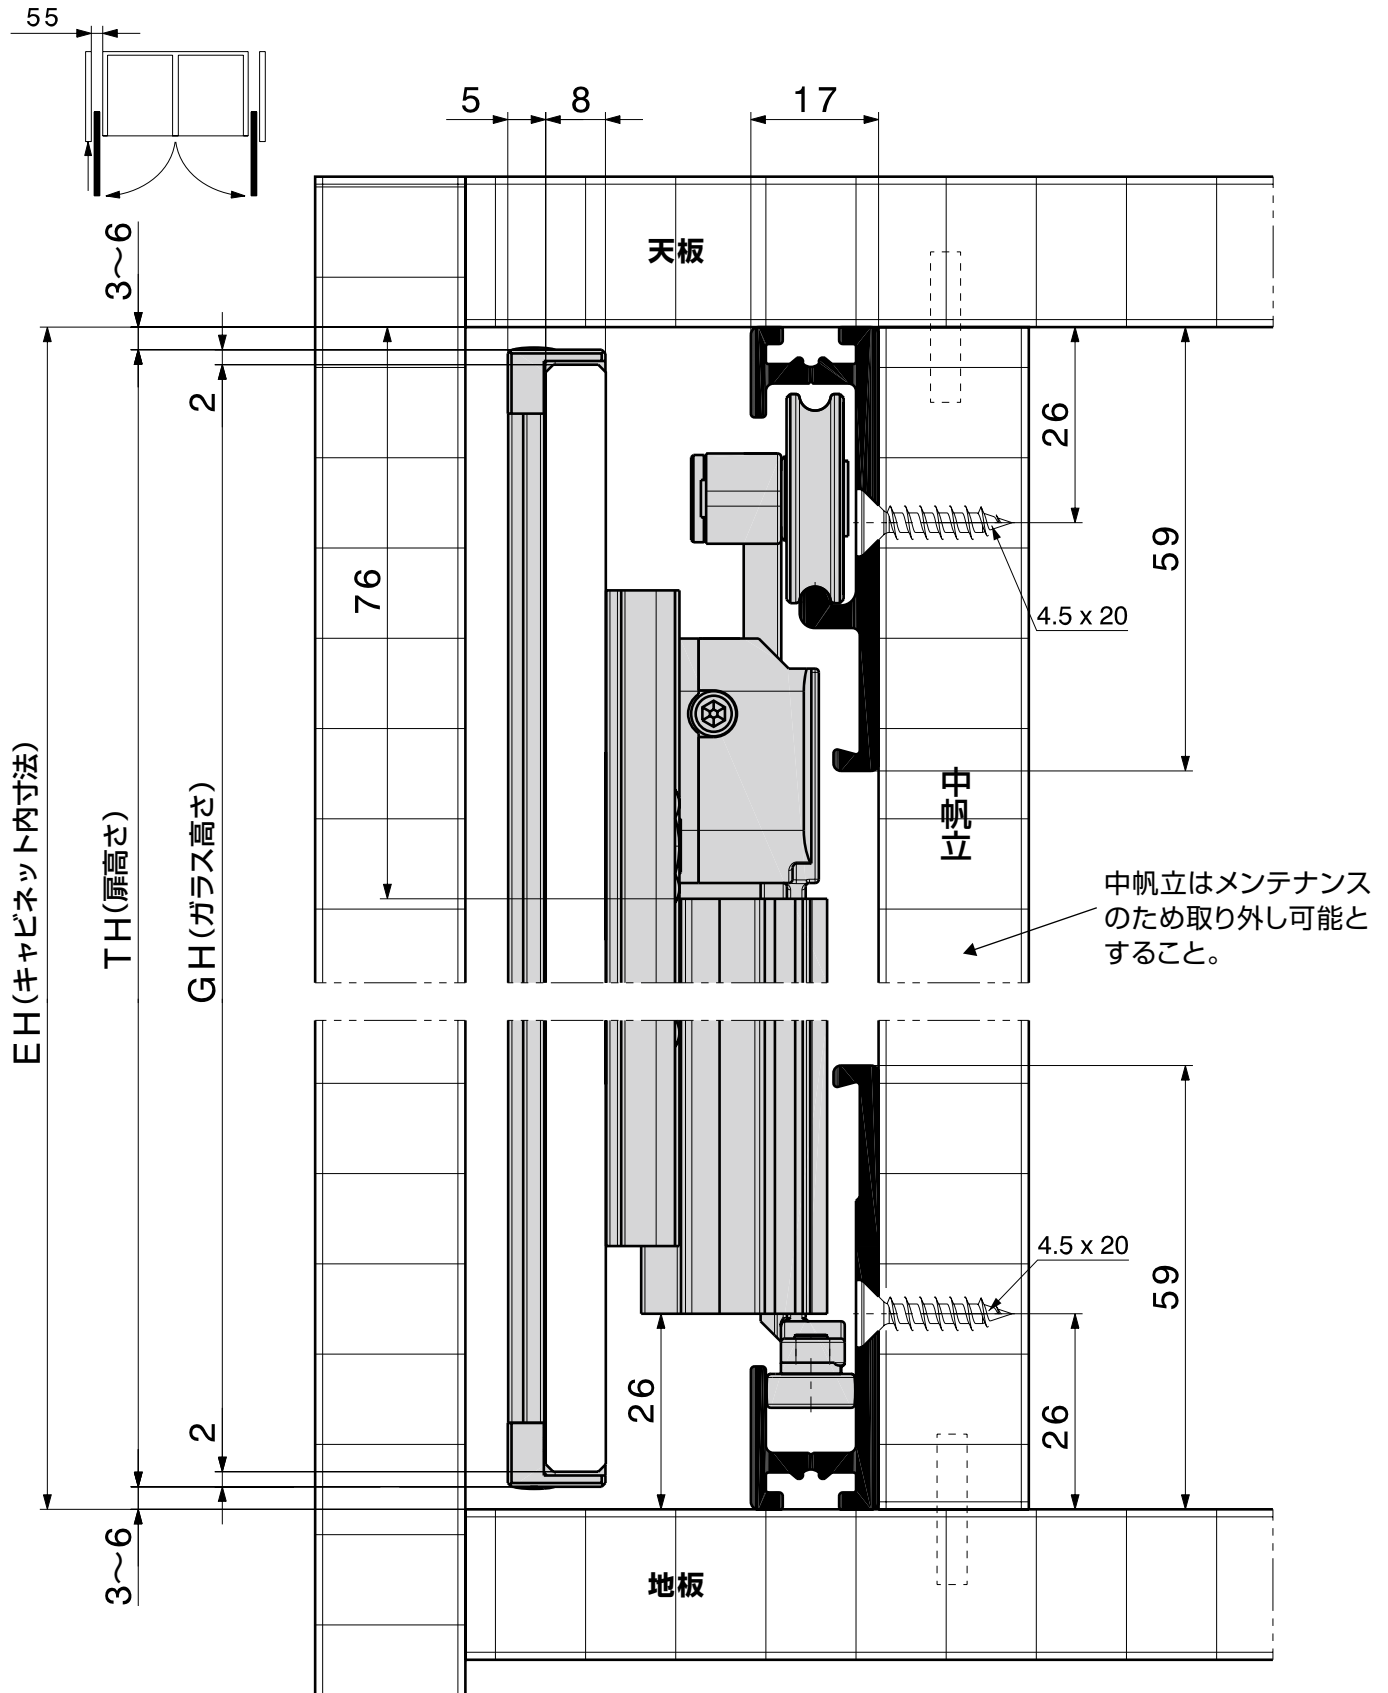 55
5
8
17
3〜6
天板
2
26
76
59
4.5 x 20
EH(キャビネット内寸法)
TH(扉高さ)
GH(ガラス高さ)
中帆立
中帆立はメンテナンス
のため取り外し可能と
すること。
4.5 x 20
59
26
26
2
3〜6
地板